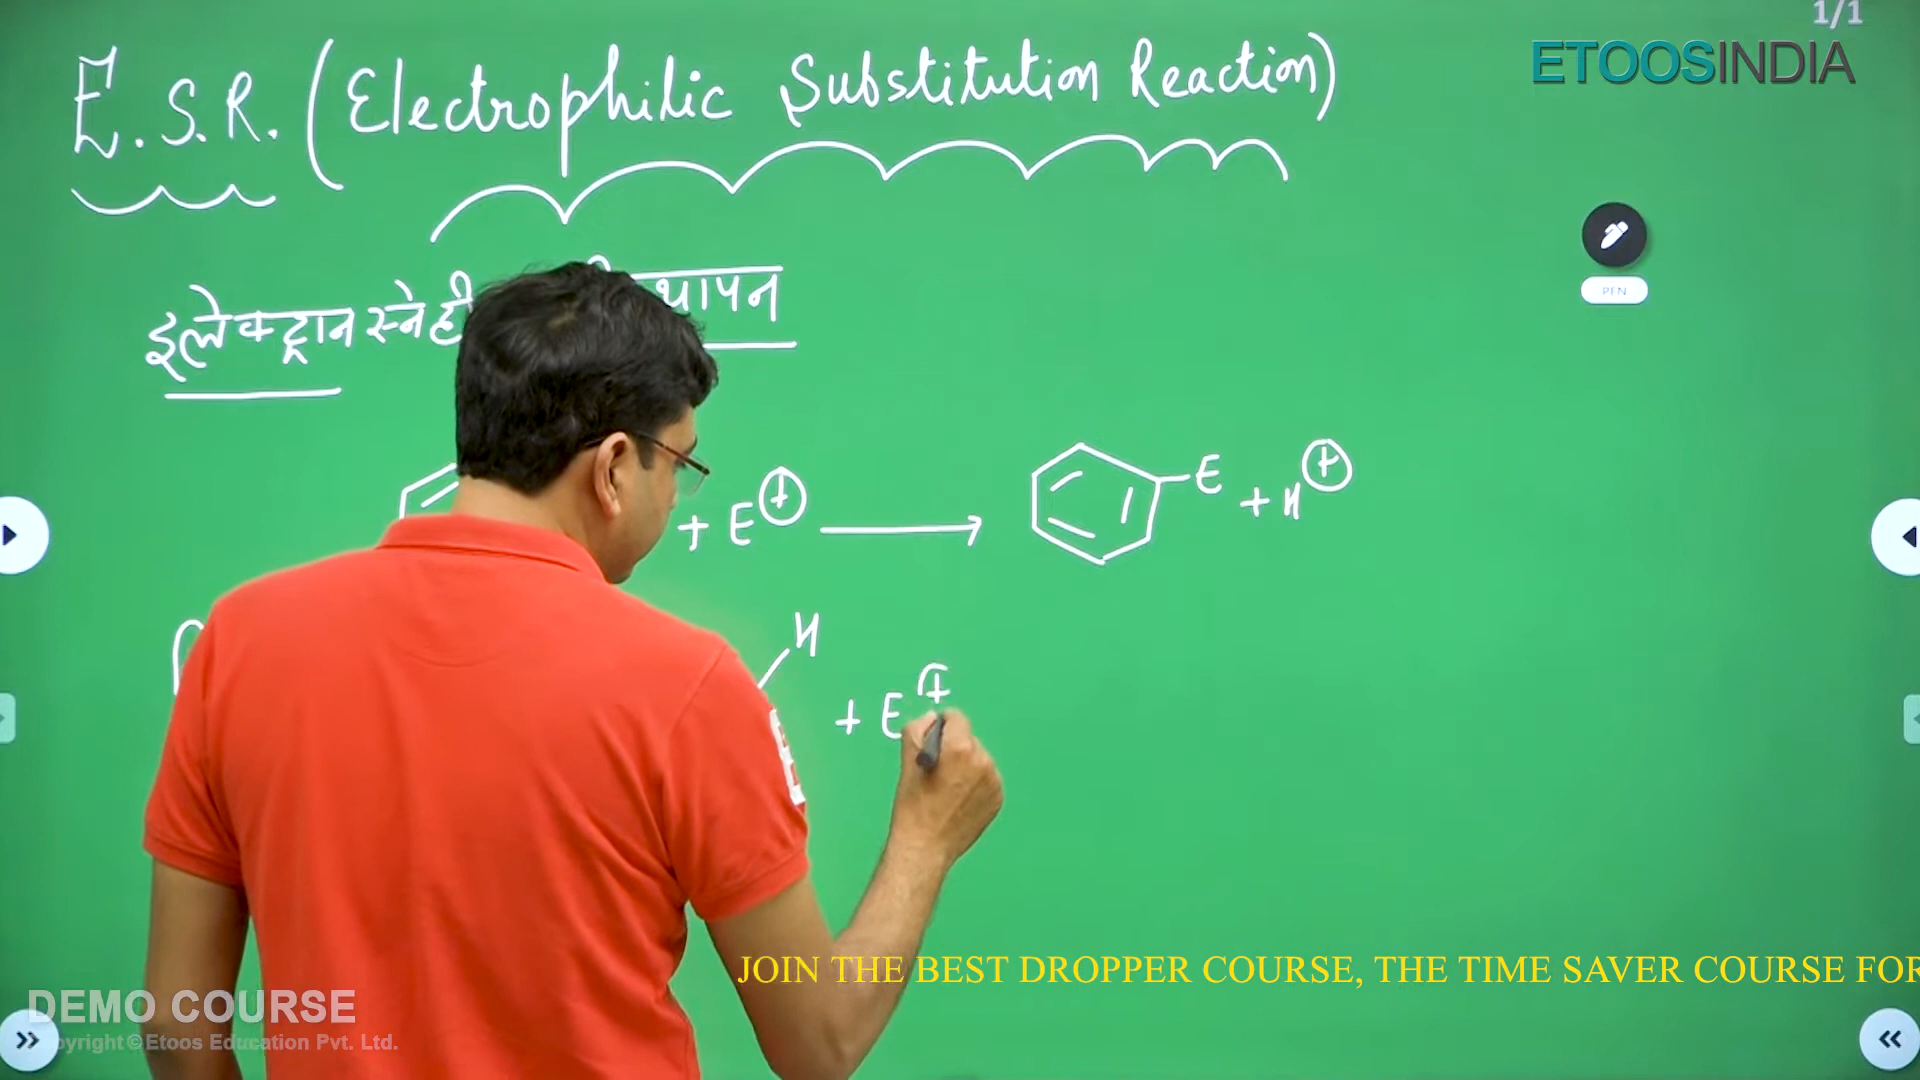 1/1
ETOOSINDIA
E.S.R. (Electrophilic Substitution Reaction)
PEN
इलेक्ट्रान स्नेही
+ E⊕ ⟶ E + H⊕
H
+ E+
JOIN THE BEST DROPPER COURSE, THE TIME SAVER COURSE FOR
DEMO COURSE
Copyright©Etoos Education Pvt. Ltd.